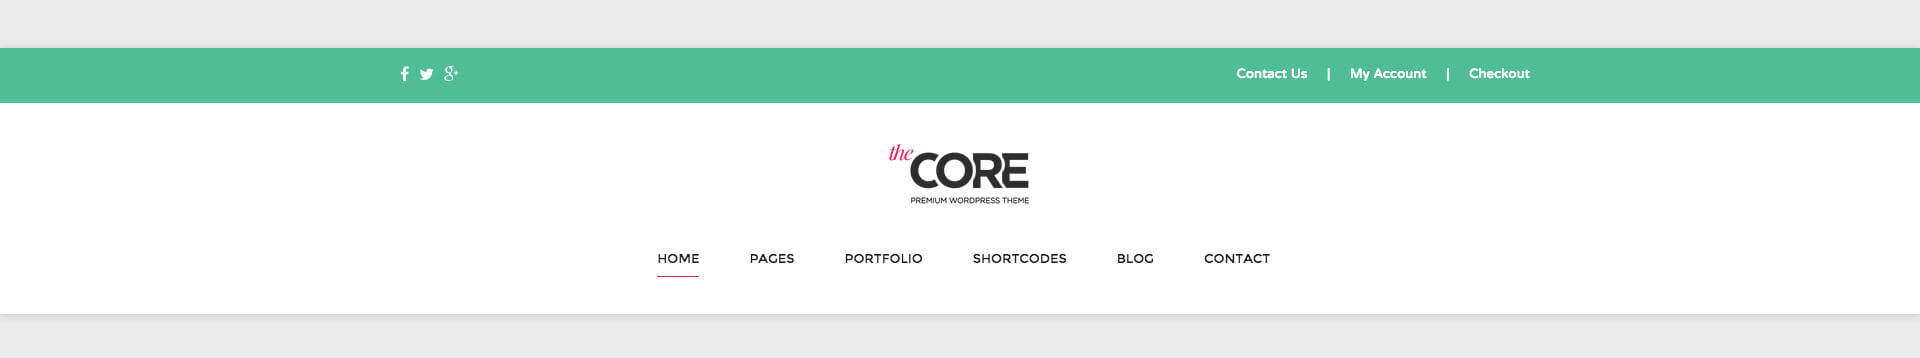 Contact Us | My Account | Checkout
the
CORE
PREMIUM WORDPRESS THEME
HOME PAGES PORTFOLIO SHORTCODES BLOG CONTACT